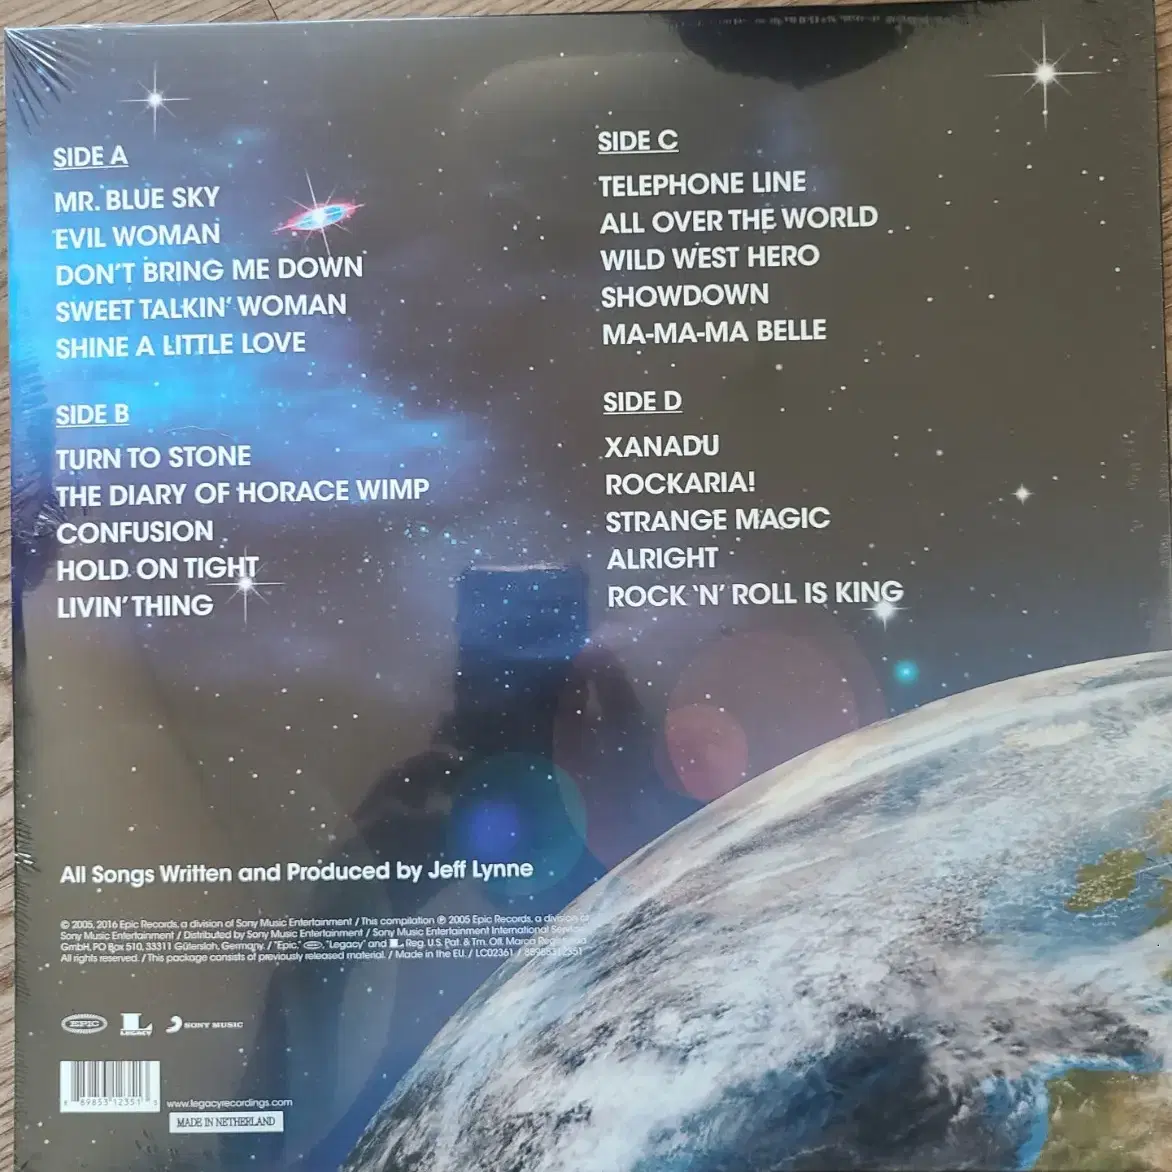 SIDE A
MR. BLUE SKY
EVIL WOMAN
DON'T BRING ME DOWN
SWEET TALKIN' WOMAN
SHINE A LITTLE LOVE
SIDE B
TURN TO STONE
THE DIARY OF HORACE WIMP
CONFUSION
HOLD ON TIGHT
LIVIN' THING
SIDE C
TELEPHONE LINE
ALL OVER THE WORLD
WILD WEST HERO
SHOWDOWN
MA-MA-MA BELLE
SIDE D
XANADU
ROCKARIA!
STRANGE MAGIC
ALRIGHT
ROCK 'N' ROLL IS KING
All Songs Written and Produced by Jeff Lynne
© 2005, 2016 Epic Records, a division of Sony Music Entertainment / This compilation ℗ 2005 Epic Records, a division of
Sony Music Entertainment / Distributed by Sony Music Entertainment / Sony Music Entertainment International Services
GmbH, PO Box 510, 33311 Gütersloh, Germany. / "Epic," "Legacy" and L Reg. U.S. Pat. & Tm. Off. Marca
All rights reserved. / This package consists of previously released material. / Made in the EU. / LC02361 / 88985312351
EPIC
L LEGACY
SONY MUSIC
89853 12351
www.legacyrecordings.com
MADE IN NETHERLAND